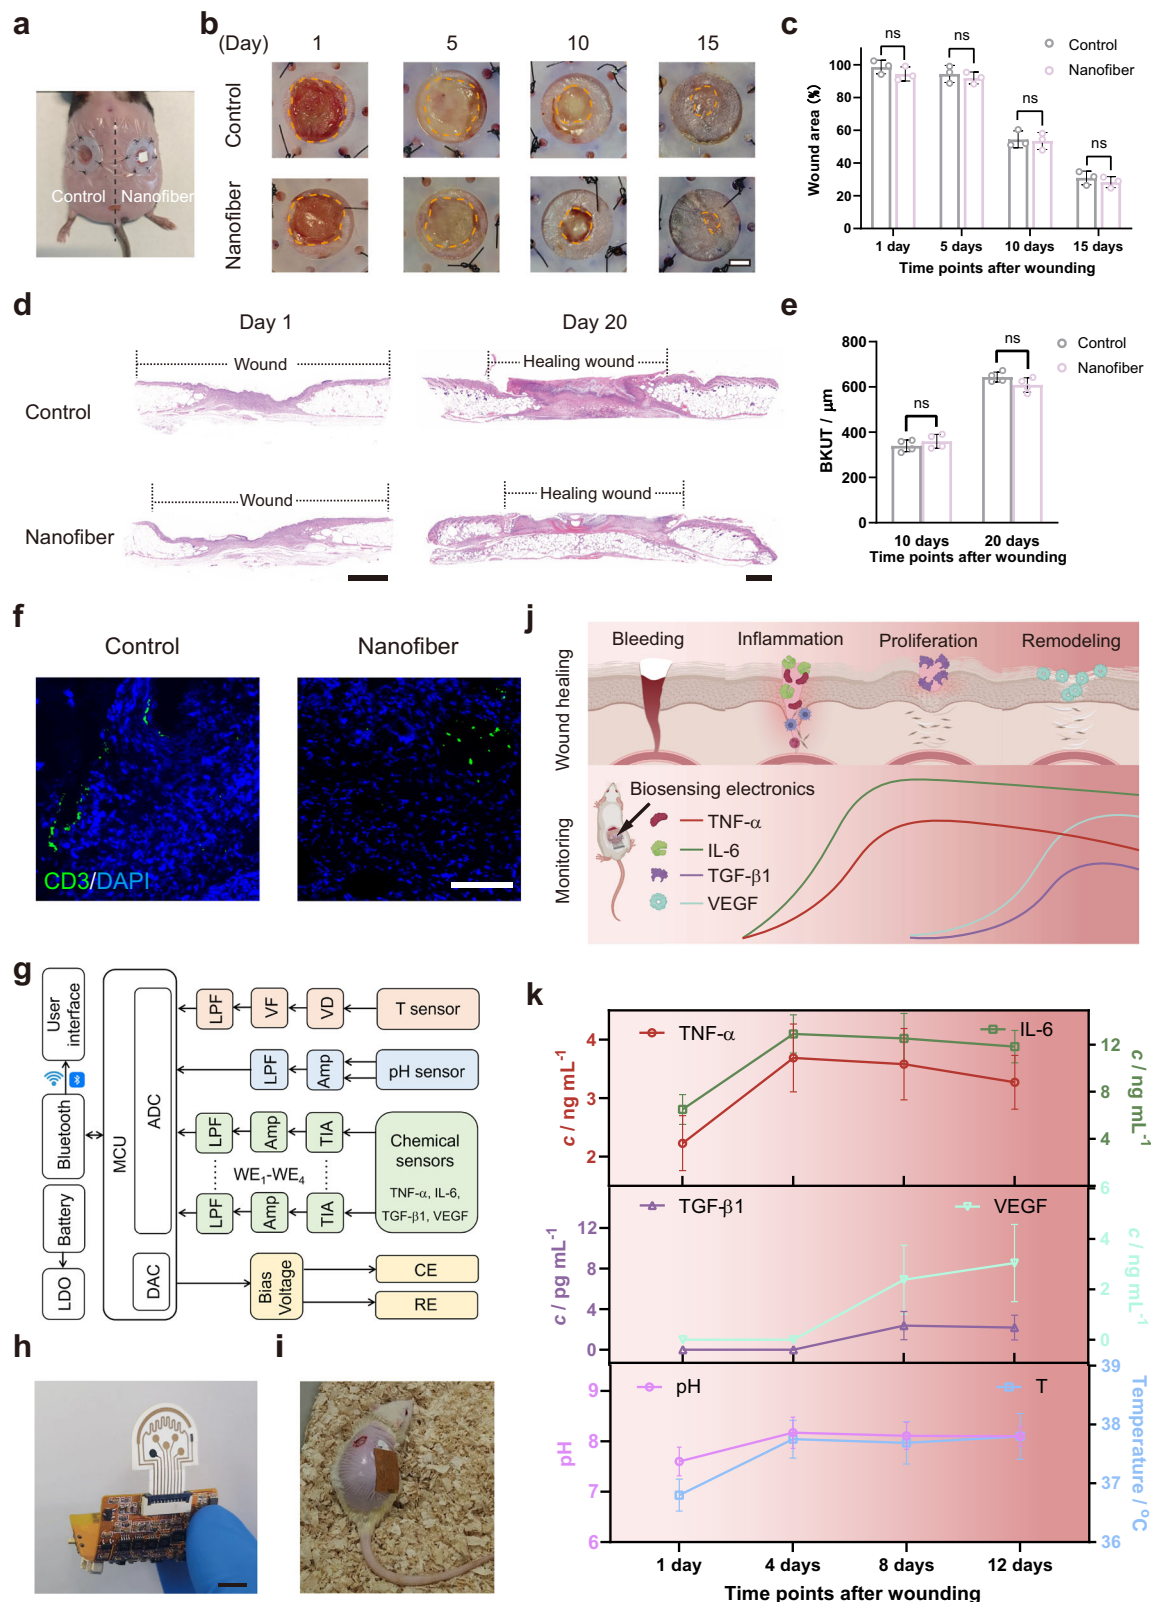 a
Control
Nanofiber
b
(Day) 1 5 10 15
Control
Nanofiber
c
Wound area (%)
100
80
60
40
20
0
ns
ns
ns
ns
Control
Nanofiber
1 day 5 days 10 days 15 days
Time points after wounding
d
Day 1 Day 20
Control
Wound
Healing wound
Nanofiber
Wound
Healing wound
e
BKUT / μm
800
600
400
200
0
ns
ns
Control
Nanofiber
10 days 20 days
Time points after wounding
f
Control Nanofiber
CD3/DAPI
g
User interface
Bluetooth
Battery
LDO
MCU
ADC
DAC
LPF VF VD T sensor
LPF Amp pH sensor
LPF Amp TIA
Chemical sensors
WE1-WE4
TNF-α, IL-6,
TGF-β1, VEGF
LPF Amp TIA
Bias Voltage
CE
RE
h
i
j
Wound healing
Bleeding Inflammation Proliferation Remodeling
Monitoring
Biosensing electronics
TNF-α
IL-6
TGF-β1
VEGF
k
TNF-α IL-6
c / ng mL-1
4
3
2
c / ng mL-1
12
8
4
TGF-β1 VEGF
c / pg mL-1
12
8
4
0
c / ng mL-1
6
4
2
0
pH T
pH
9
8
7
6
Temperature / oC
39
38
37
36
1 day 4 days 8 days 12 days
Time points after wounding